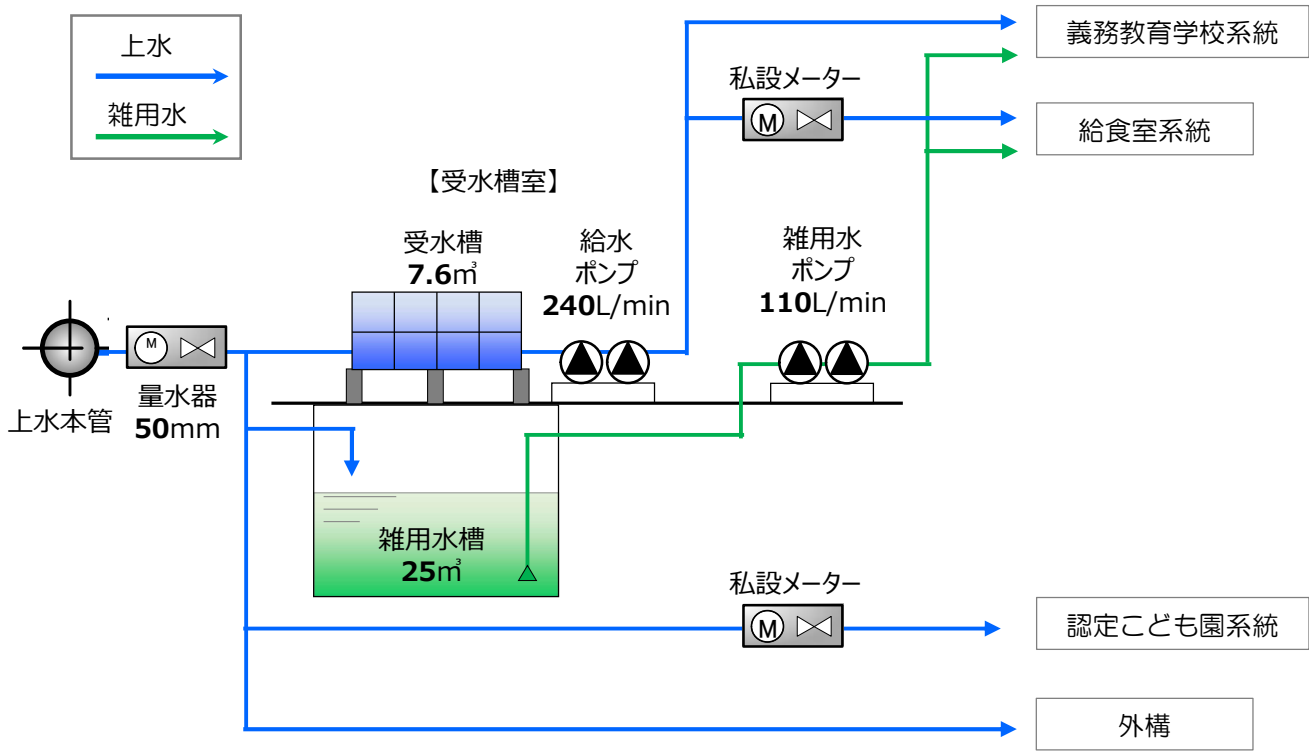 上水
雑用水
義務教育学校系統
私設メーター
M
給食室系統
【受水槽室】
受水槽
7.6㎥
給水
ポンプ
240L/min
雑用水
ポンプ
110L/min
M
上水本管
量水器
50mm
雑用水槽
25㎥
私設メーター
M
認定こども園系統
外構